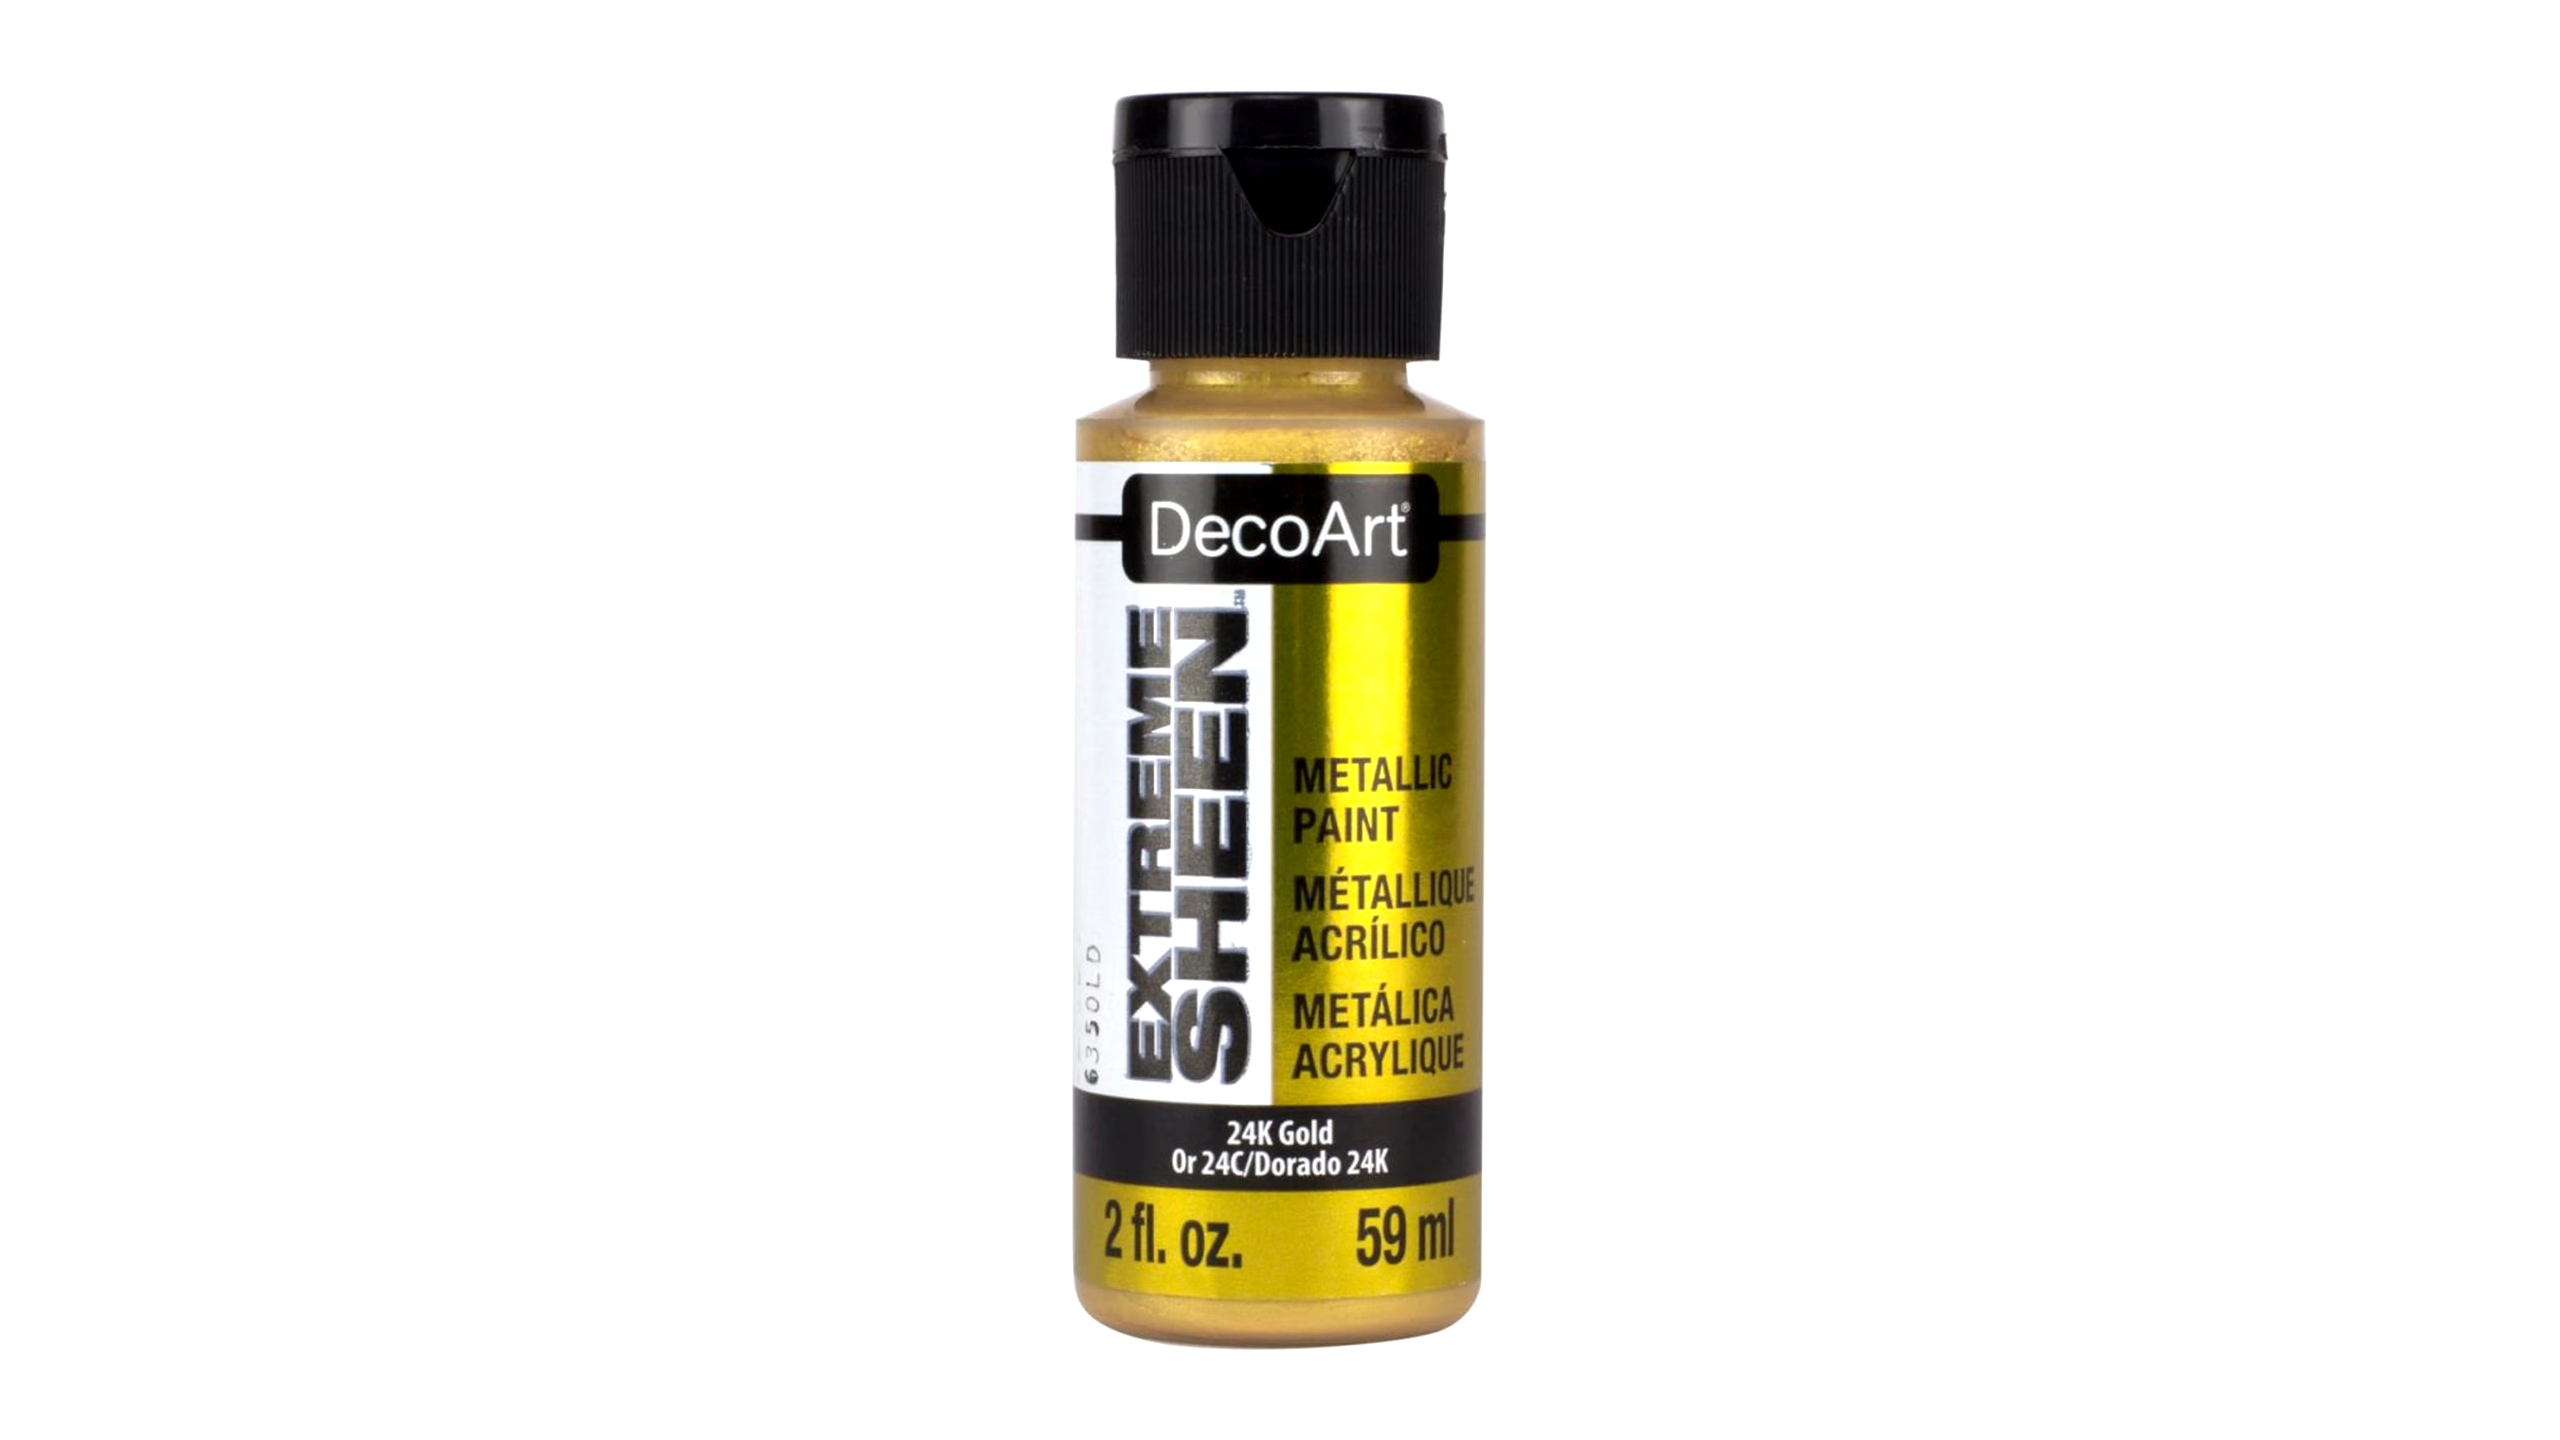 DecoArt®
EXTREME
SHEEN™
METALLIC
PAINT
MÉTALLIQUE
ACRÍLICO
METÁLICA
ACRYLIQUE
6350LD
24K Gold
Or 24C/Dorado 24K
2 fl. oz. 59 ml